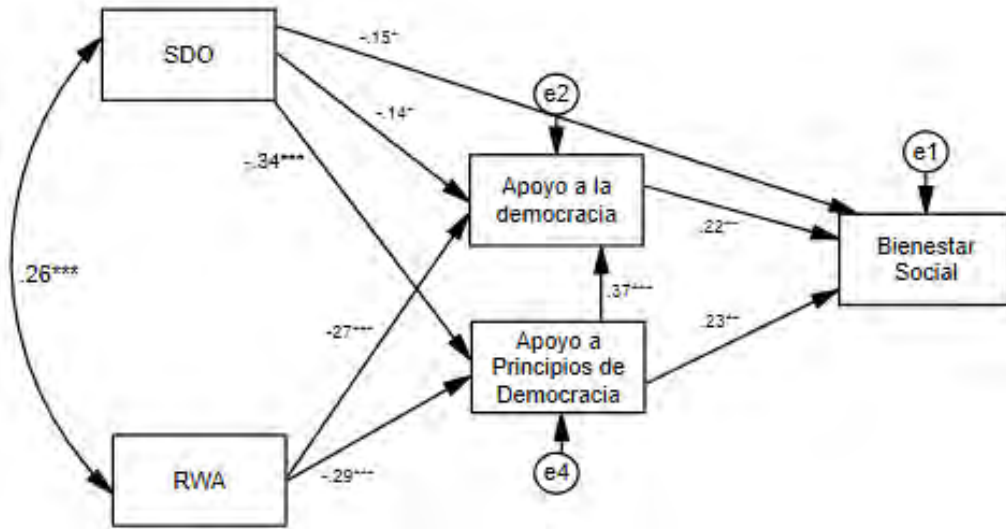 SDO
-.15*
e2
-.14*
e1
-.34***
Apoyo a la
democracia
.22**
Bienestar
Social
.26***
.37***
-27***
Apoyo a
Principios de
Democracia
.23**
RWA
-.29***
e4